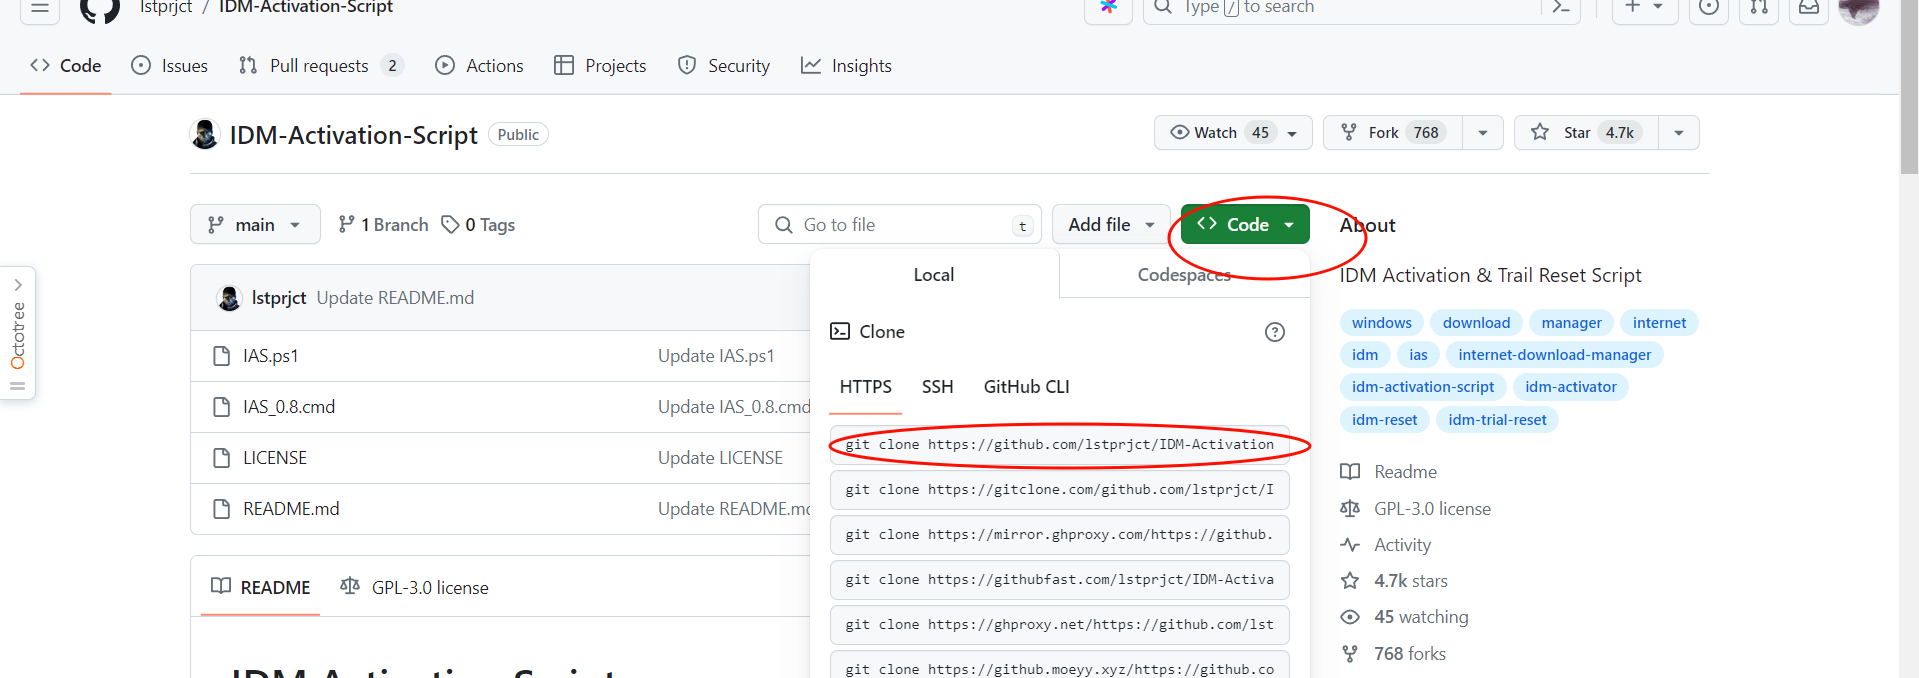 lstprjct / IDM-Activation-Script
Type / to search
Code
Issues
Pull requests 2
Actions
Projects
Security
Insights
IDM-Activation-Script Public
Watch 45
Fork 768
Star 4.7k
main
1 Branch
0 Tags
Go to file t
Add file
Code
About
IDM Activation & Trail Reset Script
windows download manager internet
idm ias internet-download-manager
idm-activation-script idm-activator
idm-reset idm-trial-reset
Readme
GPL-3.0 license
Activity
4.7k stars
45 watching
768 forks
Octotree
lstprjct Update README.md
IAS.ps1 Update IAS.ps1
IAS_0.8.cmd Update IAS_0.8.cmd
LICENSE Update LICENSE
README.md Update README.md
README
GPL-3.0 license
IDM Activation Script
Local
Codespaces
Clone
HTTPS SSH GitHub CLI
git clone https://github.com/lstprjct/IDM-Activation
git clone https://gitclone.com/github.com/lstprjct/I
git clone https://mirror.ghproxy.com/https://github.
git clone https://githubfast.com/lstprjct/IDM-Activa
git clone https://ghproxy.net/https://github.com/lst
git clone https://github.moeyy.xyz/https://github.co